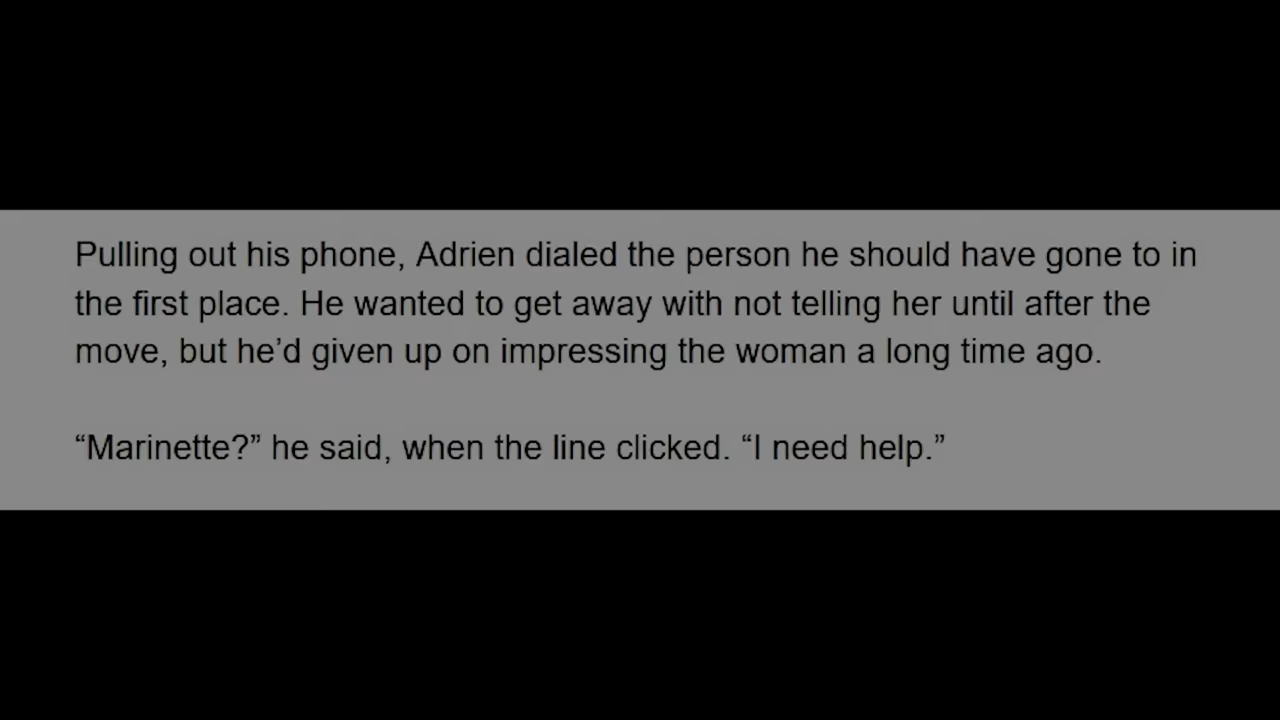 Pulling out his phone, Adrien dialed the person he should have gone to in
the first place. He wanted to get away with not telling her until after the
move, but he’d given up on impressing the woman a long time ago.
“Marinette?” he said, when the line clicked. “I need help.”